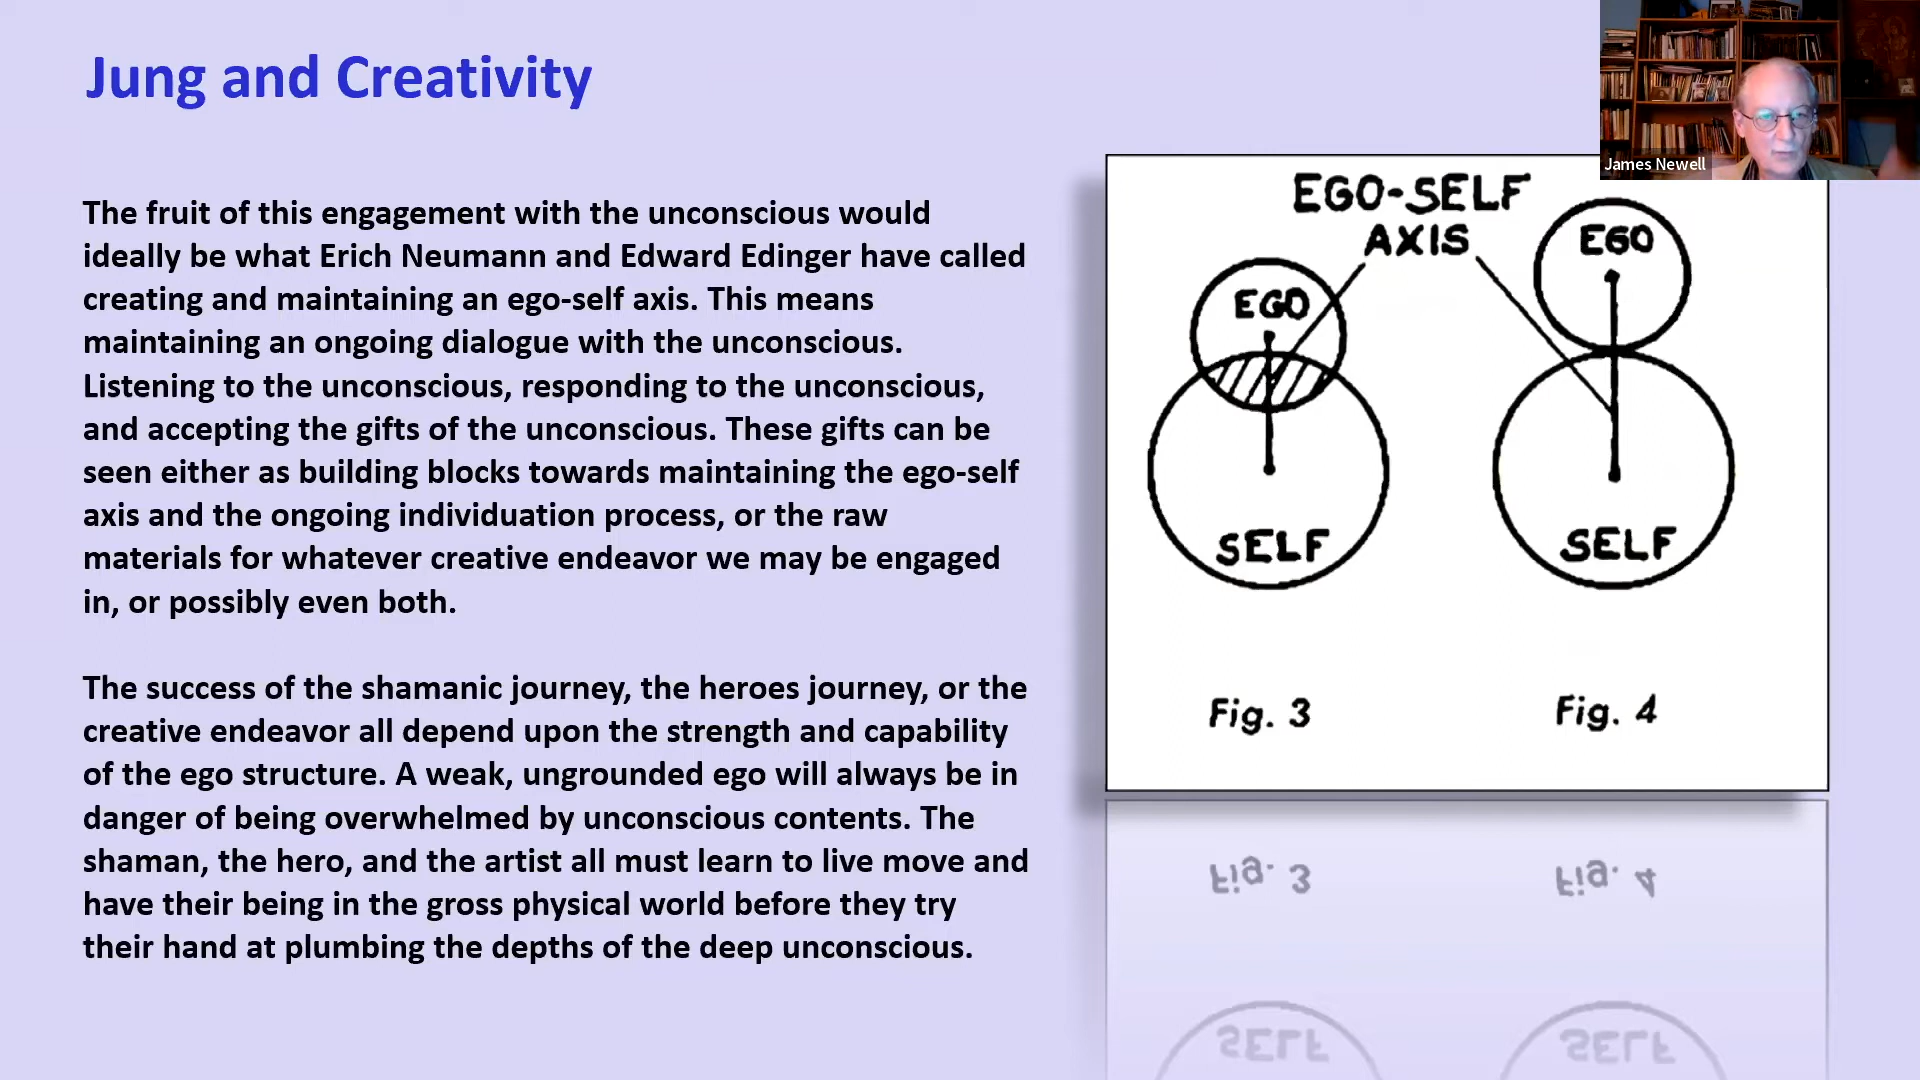 Jung and Creativity
James Newell
The fruit of this engagement with the unconscious would
ideally be what Erich Neumann and Edward Edinger have called
creating and maintaining an ego-self axis. This means
maintaining an ongoing dialogue with the unconscious.
Listening to the unconscious, responding to the unconscious,
and accepting the gifts of the unconscious. These gifts can be
seen either as building blocks towards maintaining the ego-self
axis and the ongoing individuation process, or the raw
materials for whatever creative endeavor we may be engaged
in, or possibly even both.
The success of the shamanic journey, the heroes journey, or the
creative endeavor all depend upon the strength and capability
of the ego structure. A weak, ungrounded ego will always be in
danger of being overwhelmed by unconscious contents. The
shaman, the hero, and the artist all must learn to live move and
have their being in the gross physical world before they try
their hand at plumbing the depths of the deep unconscious.
EGO-SELF
AXIS
EGO
EGO
SELF
SELF
Fig. 3
Fig. 4
Fig. 3
Fig. 4
SELF
SELF